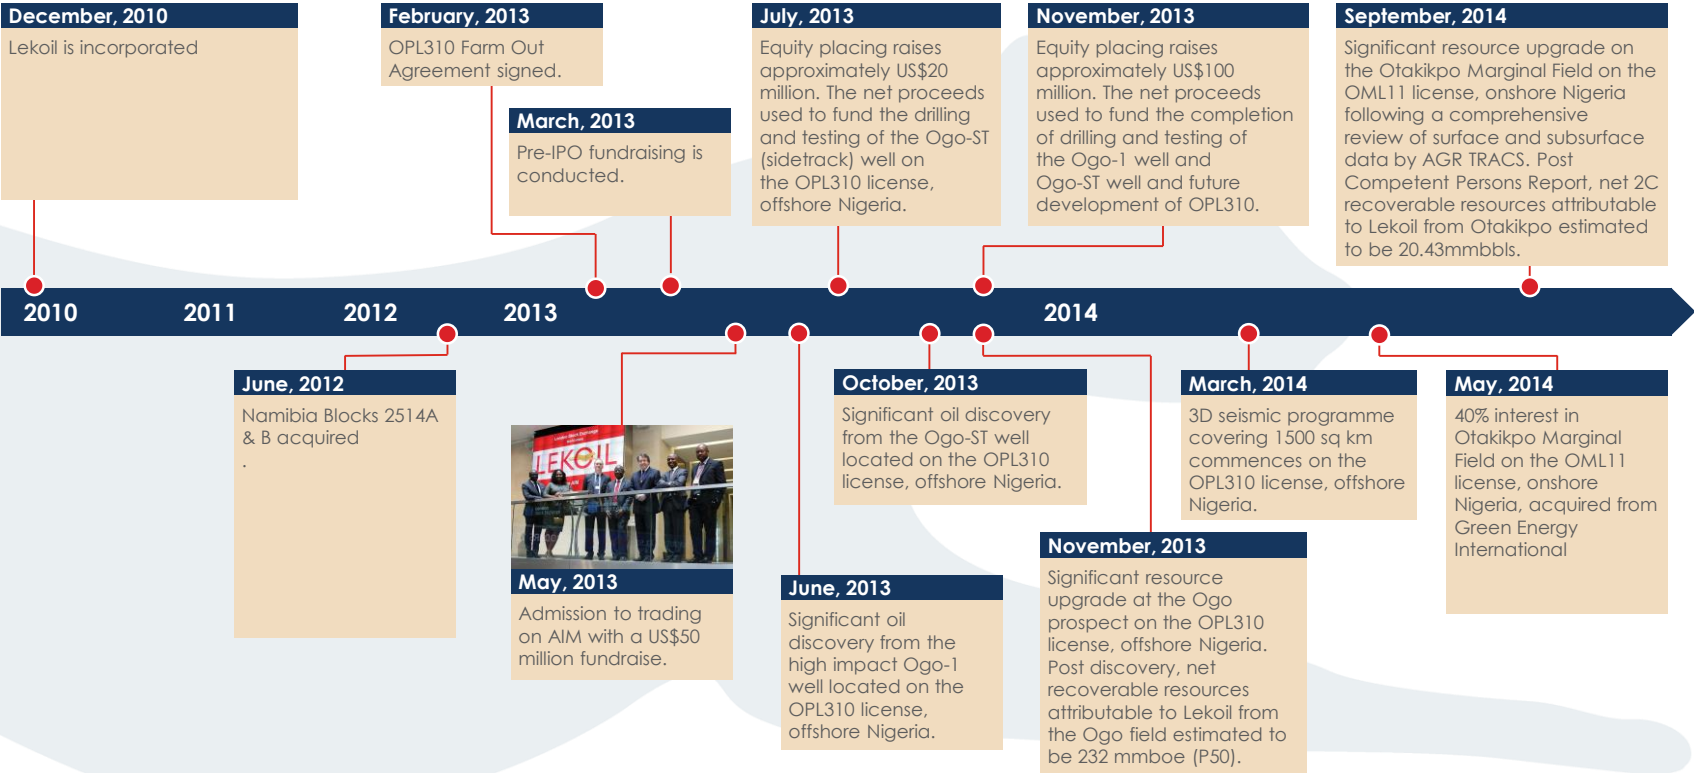 December, 2010
Lekoil is incorporated
February, 2013
OPL310 Farm Out
Agreement signed.
March, 2013
Pre-IPO fundraising is
conducted.
July, 2013
Equity placing raises
approximately US$20
million. The net proceeds
used to fund the drilling
and testing of the Ogo-ST
(sidetrack) well on
the OPL310 license,
offshore Nigeria.
November, 2013
Equity placing raises
approximately US$100
million. The net proceeds
used to fund the completion
of drilling and testing of
the Ogo-1 well and
Ogo-ST well and future
development of OPL310.
September, 2014
Significant resource upgrade on
the Otakikpo Marginal Field on the
OML11 license, onshore Nigeria
following a comprehensive
review of surface and subsurface
data by AGR TRACS. Post
Competent Persons Report, net 2C
recoverable resources attributable
to Lekoil from Otakikpo estimated
to be 20.43mmbbls.
2010 2011 2012 2013 2014
June, 2012
Namibia Blocks 2514A
& B acquired
.
LEKOIL
May, 2013
Admission to trading
on AIM with a US$50
million fundraise.
June, 2013
Significant oil
discovery from the
high impact Ogo-1
well located on the
OPL310 license,
offshore Nigeria.
October, 2013
Significant oil discovery
from the Ogo-ST well
located on the OPL310
license, offshore Nigeria.
November, 2013
Significant resource
upgrade at the Ogo
prospect on the OPL310
license, offshore Nigeria.
Post discovery, net
recoverable resources
attributable to Lekoil from
the Ogo field estimated to
be 232 mmboe (P50).
March, 2014
3D seismic programme
covering 1500 sq km
commences on the
OPL310 license, offshore
Nigeria.
May, 2014
40% interest in
Otakikpo Marginal
Field on the OML11
license, onshore
Nigeria, acquired from
Green Energy
International